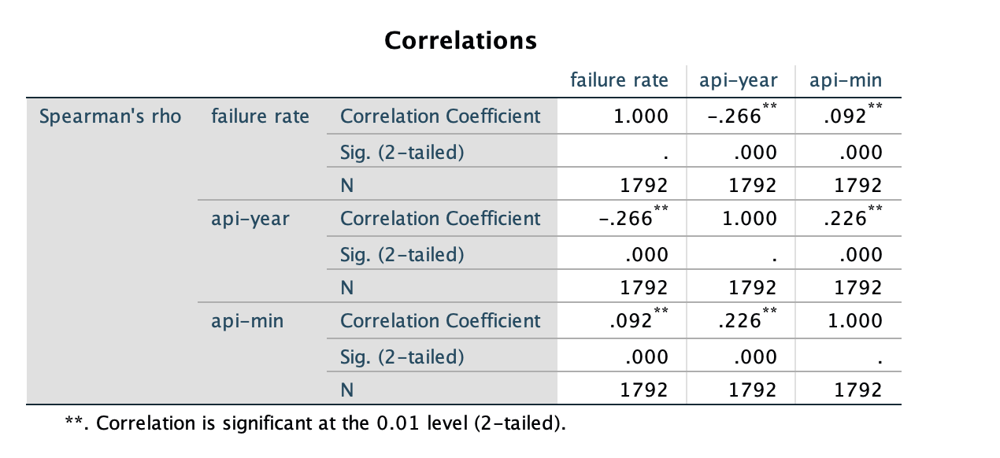 Correlations
failure rate api-year api-min
Spearman's rho failure rate Correlation Coefficient 1.000 -.266** .092**
Sig. (2-tailed) . .000 .000
N 1792 1792 1792
api-year Correlation Coefficient -.266** 1.000 .226**
Sig. (2-tailed) .000 . .000
N 1792 1792 1792
api-min Correlation Coefficient .092** .226** 1.000
Sig. (2-tailed) .000 .000 .
N 1792 1792 1792
**. Correlation is significant at the 0.01 level (2-tailed).